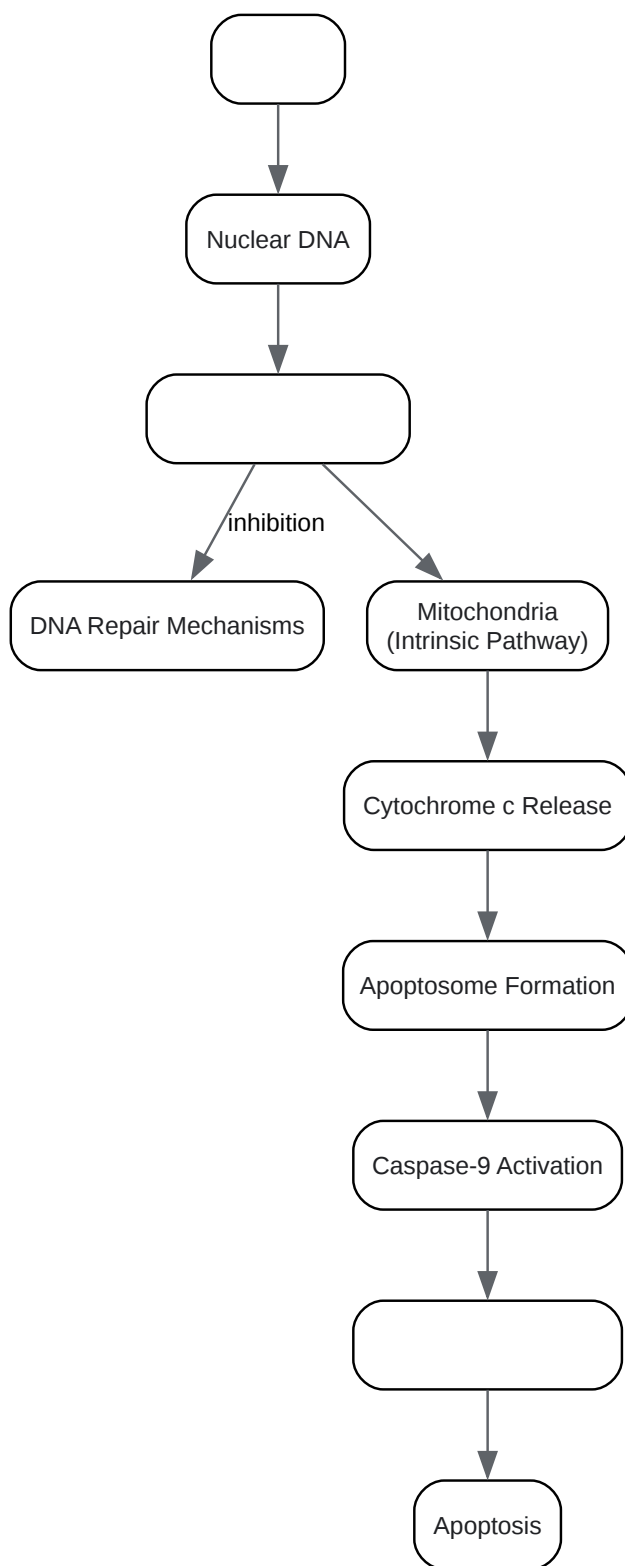 Nuclear DNA
inhibition
DNA Repair Mechanisms
Mitochondria
(Intrinsic Pathway)
Cytochrome c Release
Apoptosome Formation
Caspase-9 Activation
Apoptosis